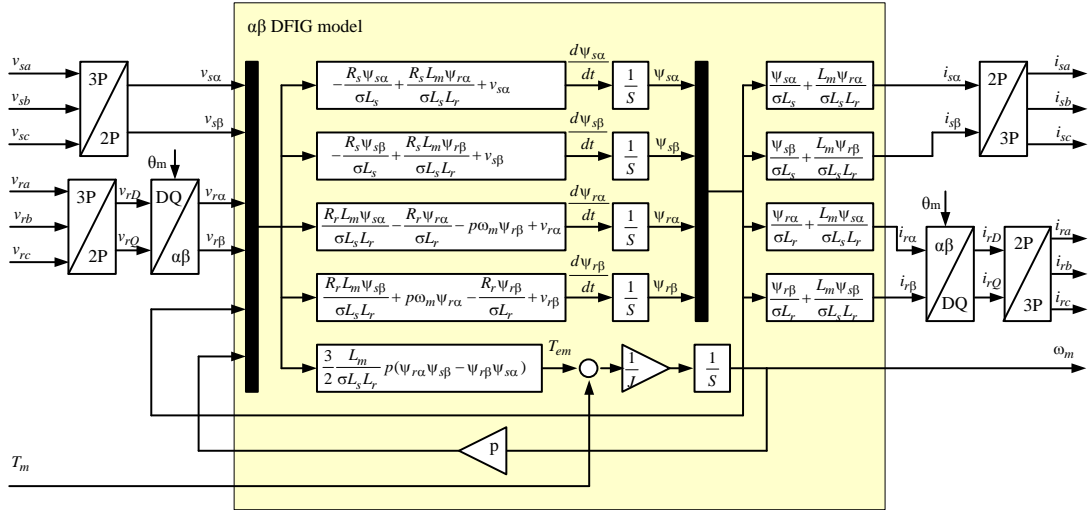 αβ DFIG model
v_sa
v_sb
v_sc
3P
2P
v_sα
v_sβ
v_ra
v_rb
v_rc
3P
2P
v_rD
v_rQ
θm
DQ
αβ
v_rα
v_rβ
-R_sψ_sα/σL_s + R_sL_mψ_rα/σL_sL_r + v_sα
dψ_sα/dt
1/S
ψ_sα
-R_sψ_sβ/σL_s + R_sL_mψ_rβ/σL_sL_r + v_sβ
dψ_sβ/dt
1/S
ψ_sβ
R_rL_mψ_sα/σL_sL_r - R_rψ_rα/σL_r - pω_mψ_rβ + v_rα
dψ_rα/dt
1/S
ψ_rα
R_rL_mψ_sβ/σL_sL_r + pω_mψ_rα - R_rψ_rβ/σL_r + v_rβ
dψ_rβ/dt
1/S
ψ_rβ
3/2 L_m/σL_sL_r p(ψ_rαψ_sβ - ψ_rβψ_sα)
T_em
1/J
1/S
p
T_m
ψ_sα/σL_s + L_mψ_rα/σL_sL_r
ψ_sβ/σL_s + L_mψ_rβ/σL_sL_r
ψ_rα/σL_r + L_mψ_sα/σL_sL_r
ψ_rβ/σL_r + L_mψ_sβ/σL_sL_r
i_sα
i_sβ
2P
3P
i_sa
i_sb
i_sc
θm
i_rα
i_rβ
αβ
DQ
i_rD
i_rQ
2P
3P
i_ra
i_rb
i_rc
ω_m